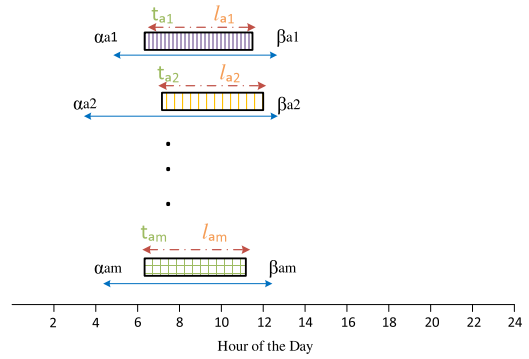 t_a1 l_a1
α_a1 β_a1
t_a2 l_a2
α_a2 β_a2
t_am l_am
α_am β_am
2 4 6 8 10 12 14 16 18 20 22 24
Hour of the Day